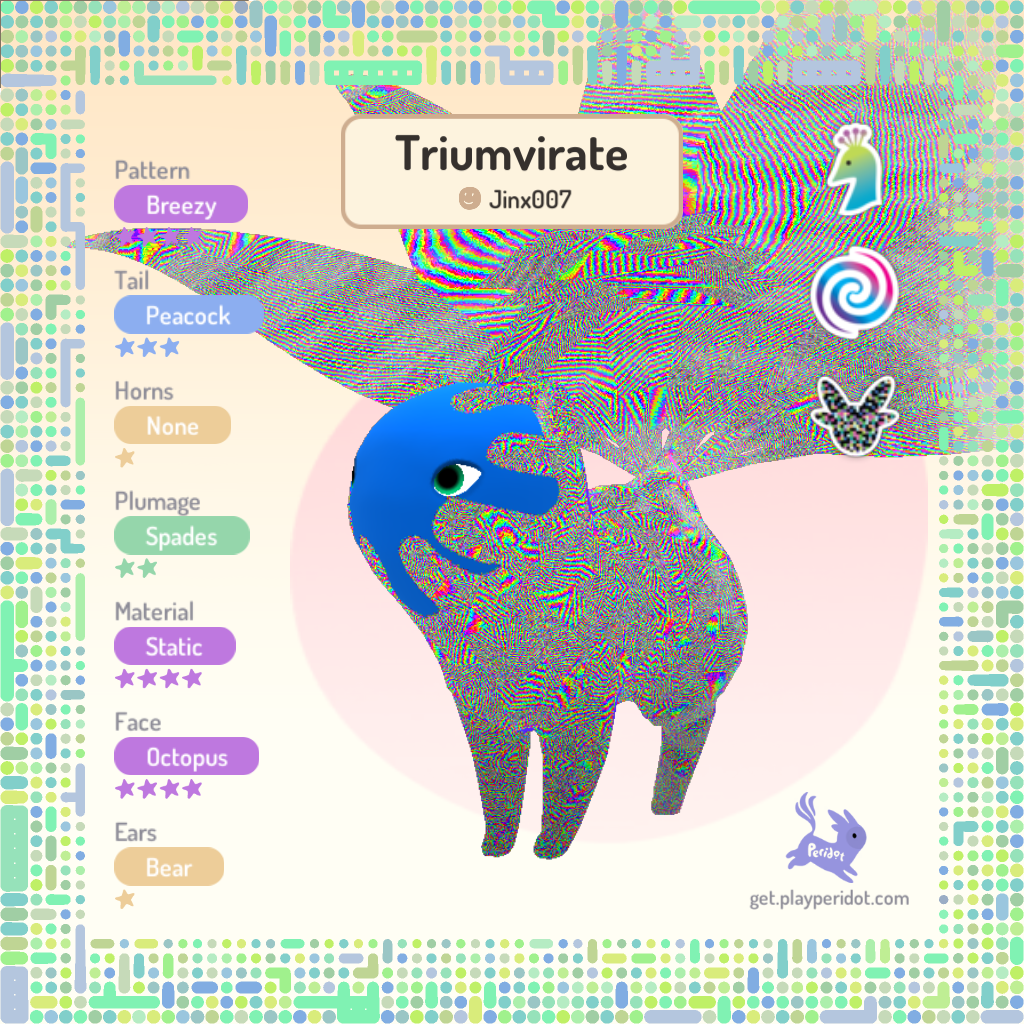 Triumvirate
Jinx007
Pattern
Breezy
Tail
Peacock
Horns
None
Plumage
Spades
Material
Static
Face
Octopus
Ears
Bear
Peridot
get.playperidot.com